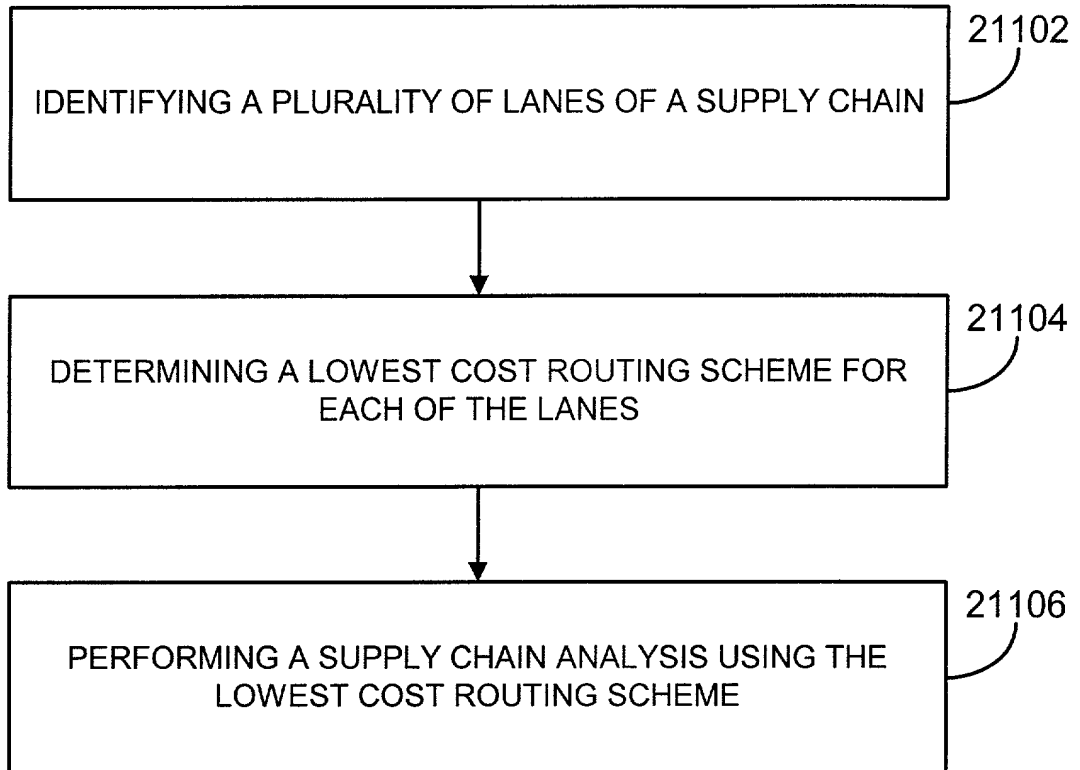 21102
IDENTIFYING A PLURALITY OF LANES OF A SUPPLY CHAIN
21104
DETERMINING A LOWEST COST ROUTING SCHEME FOR
EACH OF THE LANES
21106
PERFORMING A SUPPLY CHAIN ANALYSIS USING THE
LOWEST COST ROUTING SCHEME